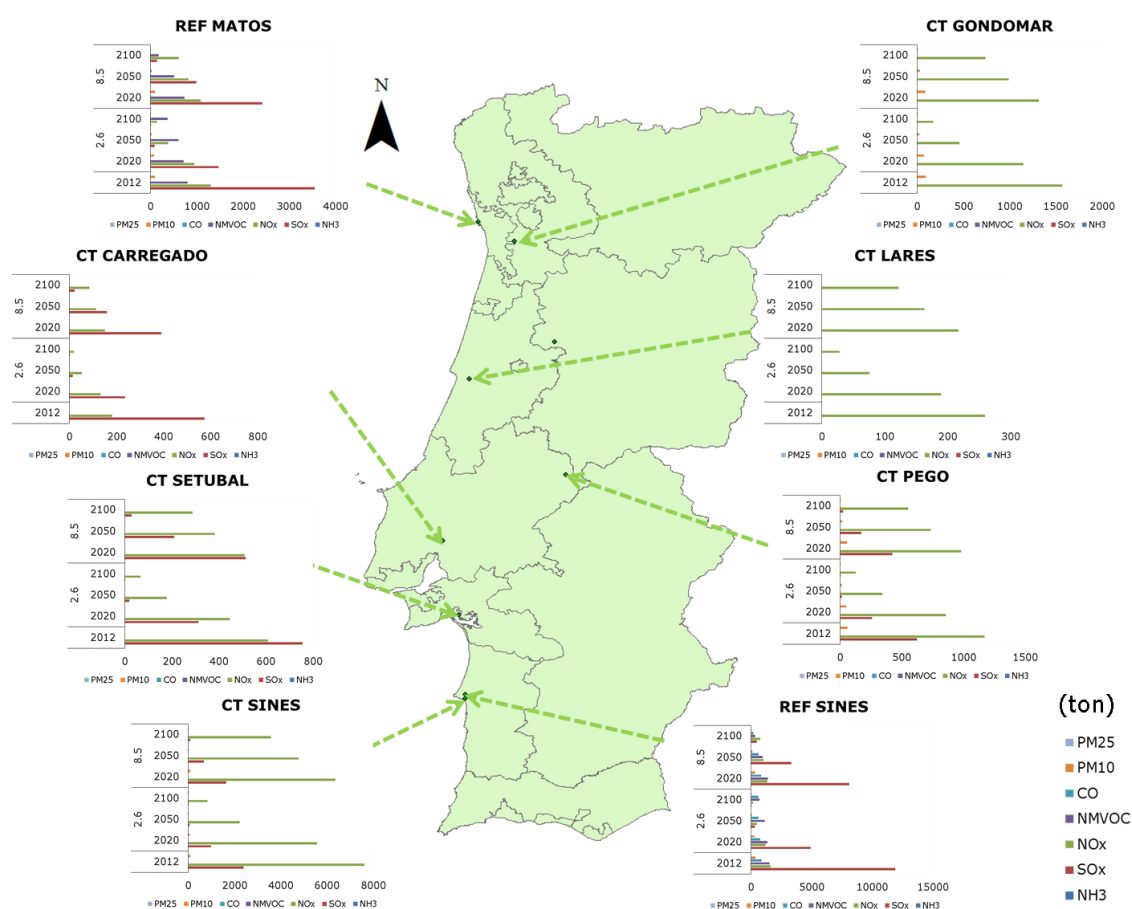 REF MATOS
2100
8.5
2050
2020
2100
2.6
2050
2020
2012
0 1000 2000 3000 4000
PM25 PM10 CO NMVOC NOx SOx NH3
N
CT GONDOMAR
2100
8.5
2050
2020
2100
2.6
2050
2020
2012
0 500 1000 1500 2000
PM25 PM10 CO NMVOC NOx SOx NH3
CT CARREGADO
2100
8.5
2050
2020
2100
2.6
2050
2020
2012
0 200 400 600 800
PM25 PM10 CO NMVOC NOx SOx NH3
CT LARES
2100
8.5
2050
2020
2100
2.6
2050
2020
2012
0 100 200 300
PM25 PM10 CO NMVOC NOx SOx NH3
CT SETUBAL
2100
8.5
2050
2020
2100
2.6
2050
2020
2012
0 200 400 600 800
PM25 PM10 CO NMVOC NOx SOx NH3
CT PEGO
2100
8.5
2050
2020
2100
2.6
2050
2020
2012
0 500 1000 1500
PM25 PM10 CO NMVOC NOx SOx NH3
CT SINES
2100
8.5
2050
2020
2100
2.6
2050
2020
2012
0 2000 4000 6000 8000
PM25 PM10 CO NMVOC NOx SOx NH3
REF SINES
2100
8.5
2050
2020
2100
2.6
2050
2020
2012
0 5000 10000 15000
PM25 PM10 CO NMVOC NOx SOx NH3
(ton)
PM25
PM10
CO
NMVOC
NOx
SOx
NH3